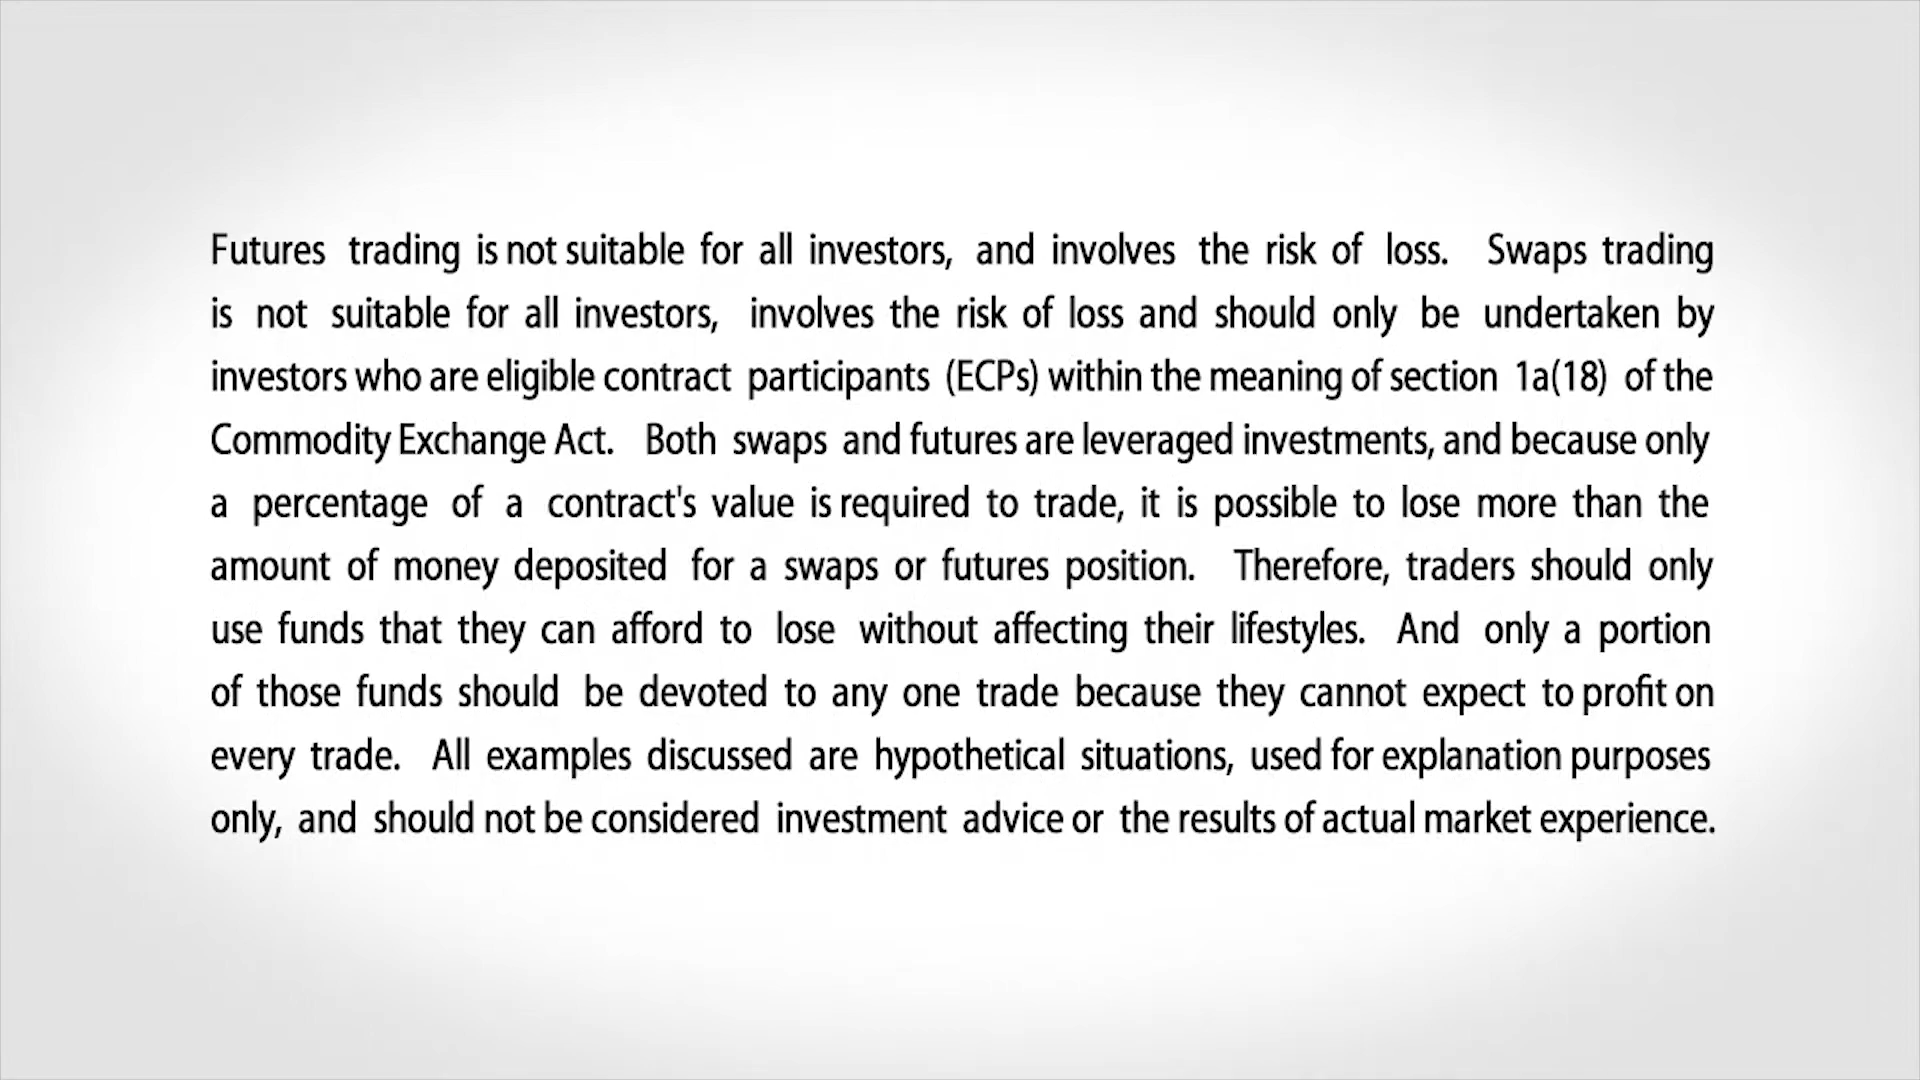 Futures trading is not suitable for all investors, and involves the risk of loss. Swaps trading
is not suitable for all investors, involves the risk of loss and should only be undertaken by
investors who are eligible contract participants (ECPs) within the meaning of section 1a(18) of the
Commodity Exchange Act. Both swaps and futures are leveraged investments, and because only
a percentage of a contract's value is required to trade, it is possible to lose more than the
amount of money deposited for a swaps or futures position. Therefore, traders should only
use funds that they can afford to lose without affecting their lifestyles. And only a portion
of those funds should be devoted to any one trade because they cannot expect to profit on
every trade. All examples discussed are hypothetical situations, used for explanation purposes
only, and should not be considered investment advice or the results of actual market experience.